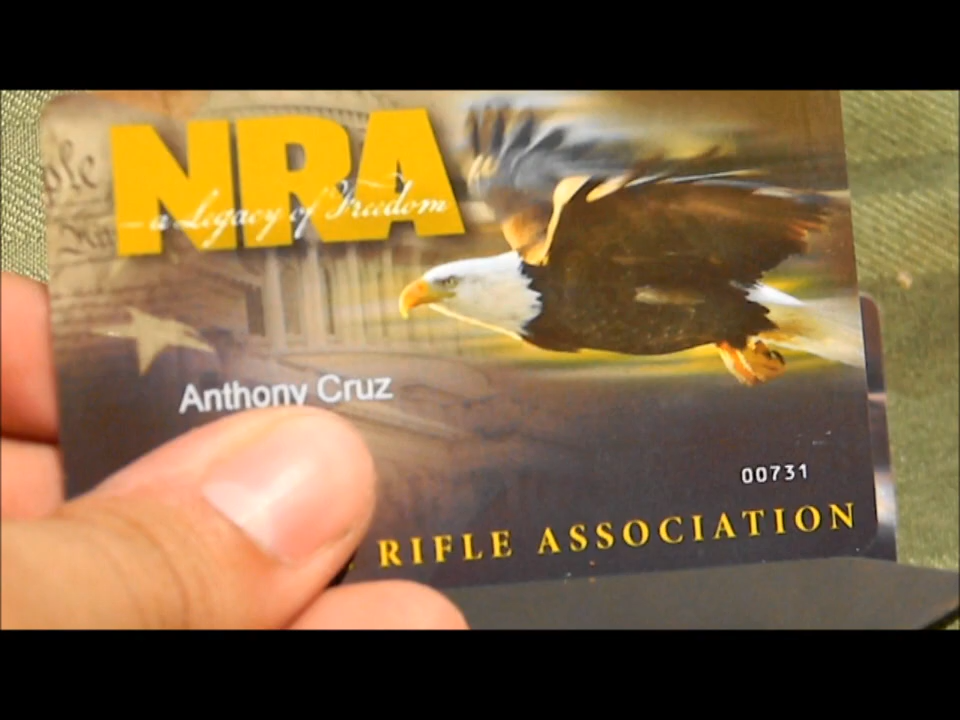 NRA
a Legacy of Freedom
Anthony Cruz
00731
RIFLE ASSOCIATION